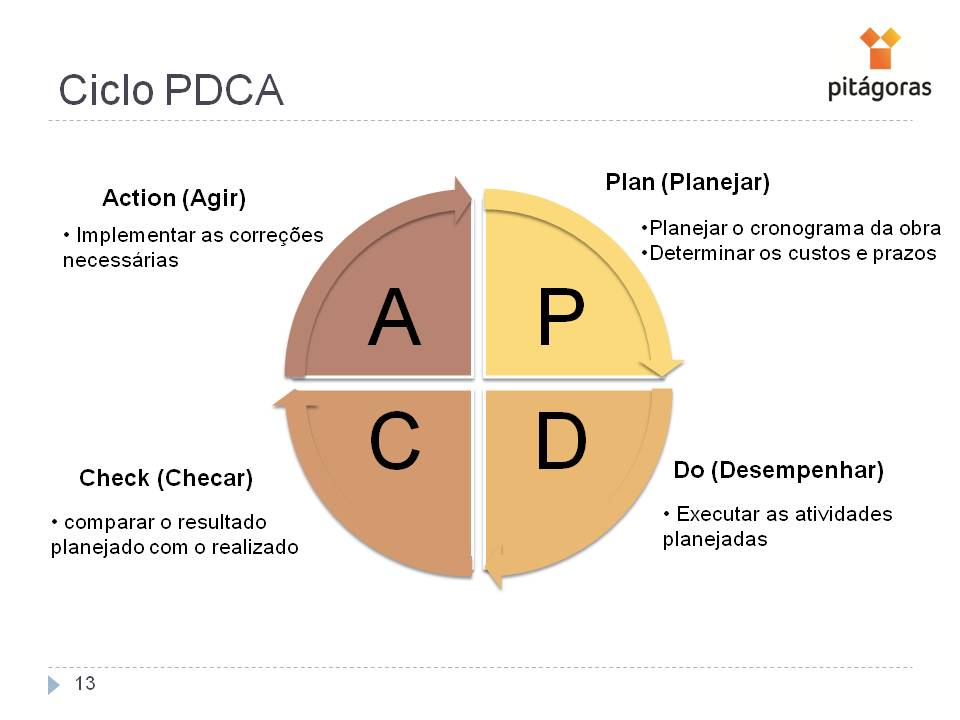 Ciclo PDCA
pitágoras
Action (Agir)
• Implementar as correções
necessárias
Plan (Planejar)
•Planejar o cronograma da obra
•Determinar os custos e prazos
A
P
C
D
Check (Checar)
• comparar o resultado
planejado com o realizado
Do (Desempenhar)
• Executar as atividades
planejadas
13